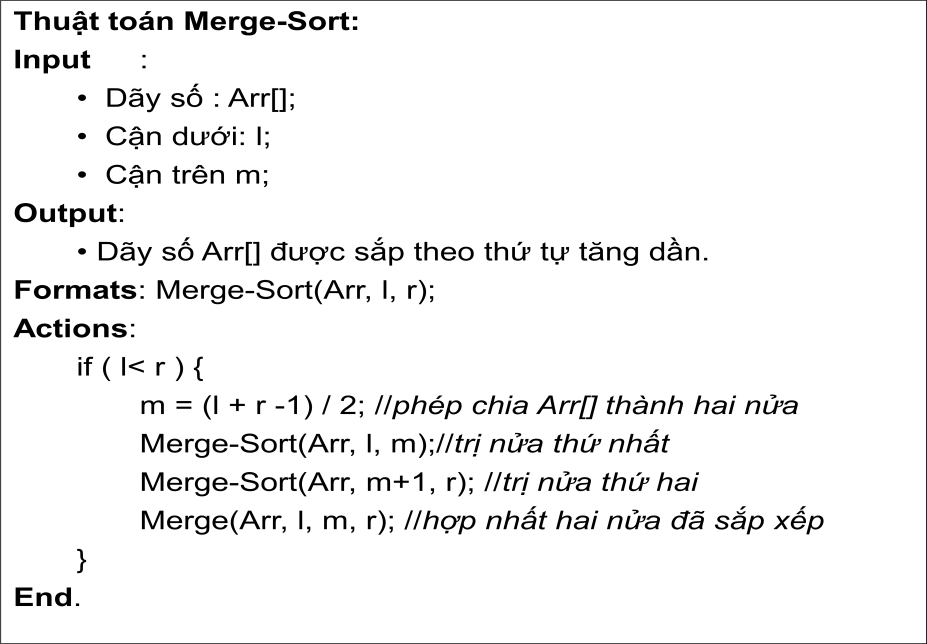 Thuật toán Merge-Sort:
Input :
• Dãy số : Arr[];
• Cận dưới: l;
• Cận trên m;
Output:
• Dãy số Arr[] được sắp theo thứ tự tăng dần.
Formats: Merge-Sort(Arr, l, r);
Actions:
if ( l< r ) {
m = (l + r -1) / 2; //phép chia Arr[] thành hai nửa
Merge-Sort(Arr, l, m);//trị nửa thứ nhất
Merge-Sort(Arr, m+1, r); //trị nửa thứ hai
Merge(Arr, l, m, r); //hợp nhất hai nửa đã sắp xếp
}
End.